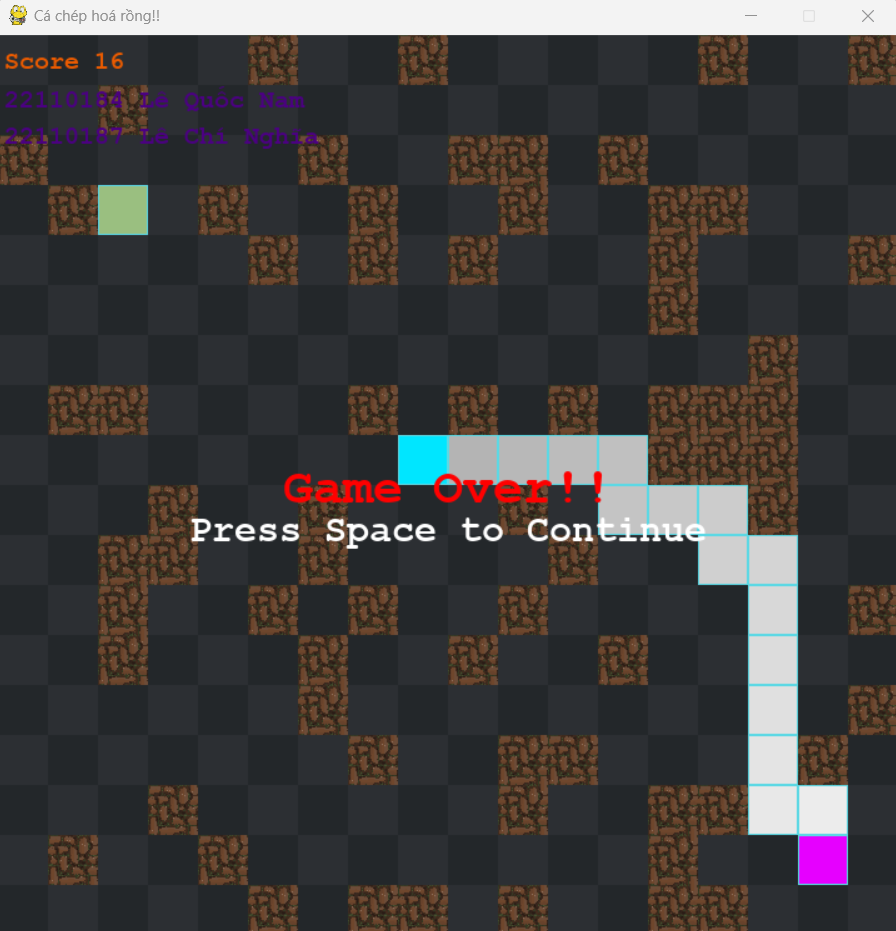 Cá chép hoá rồng!!
Score 16
22110184 Lê Quốc Nam
22110187 Lê Chí Nghĩa
Game Over!!
Press Space to Continue